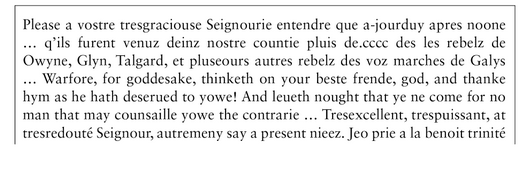 Please a vostre tresgraciouse Seignourie entendre que a-jourduy apres noone
… q'ils furent venuz deinz nostre countie pluis de.cccc des les rebelz de
Owyne, Glyn, Talgard, et pluseours autres rebelz des voz marches de Galys
… Warfore, for goddesake, thinketh on your beste frende, god, and thanke
hym as he hath deserued to yowe! And leueth nought that ye ne come for no
man that may counsaille yowe the contrarie … Tresexcellent, trespuissant, at
tresredouté Seignour, autremeny say a present nieez. Jeo prie a la benoit trinité